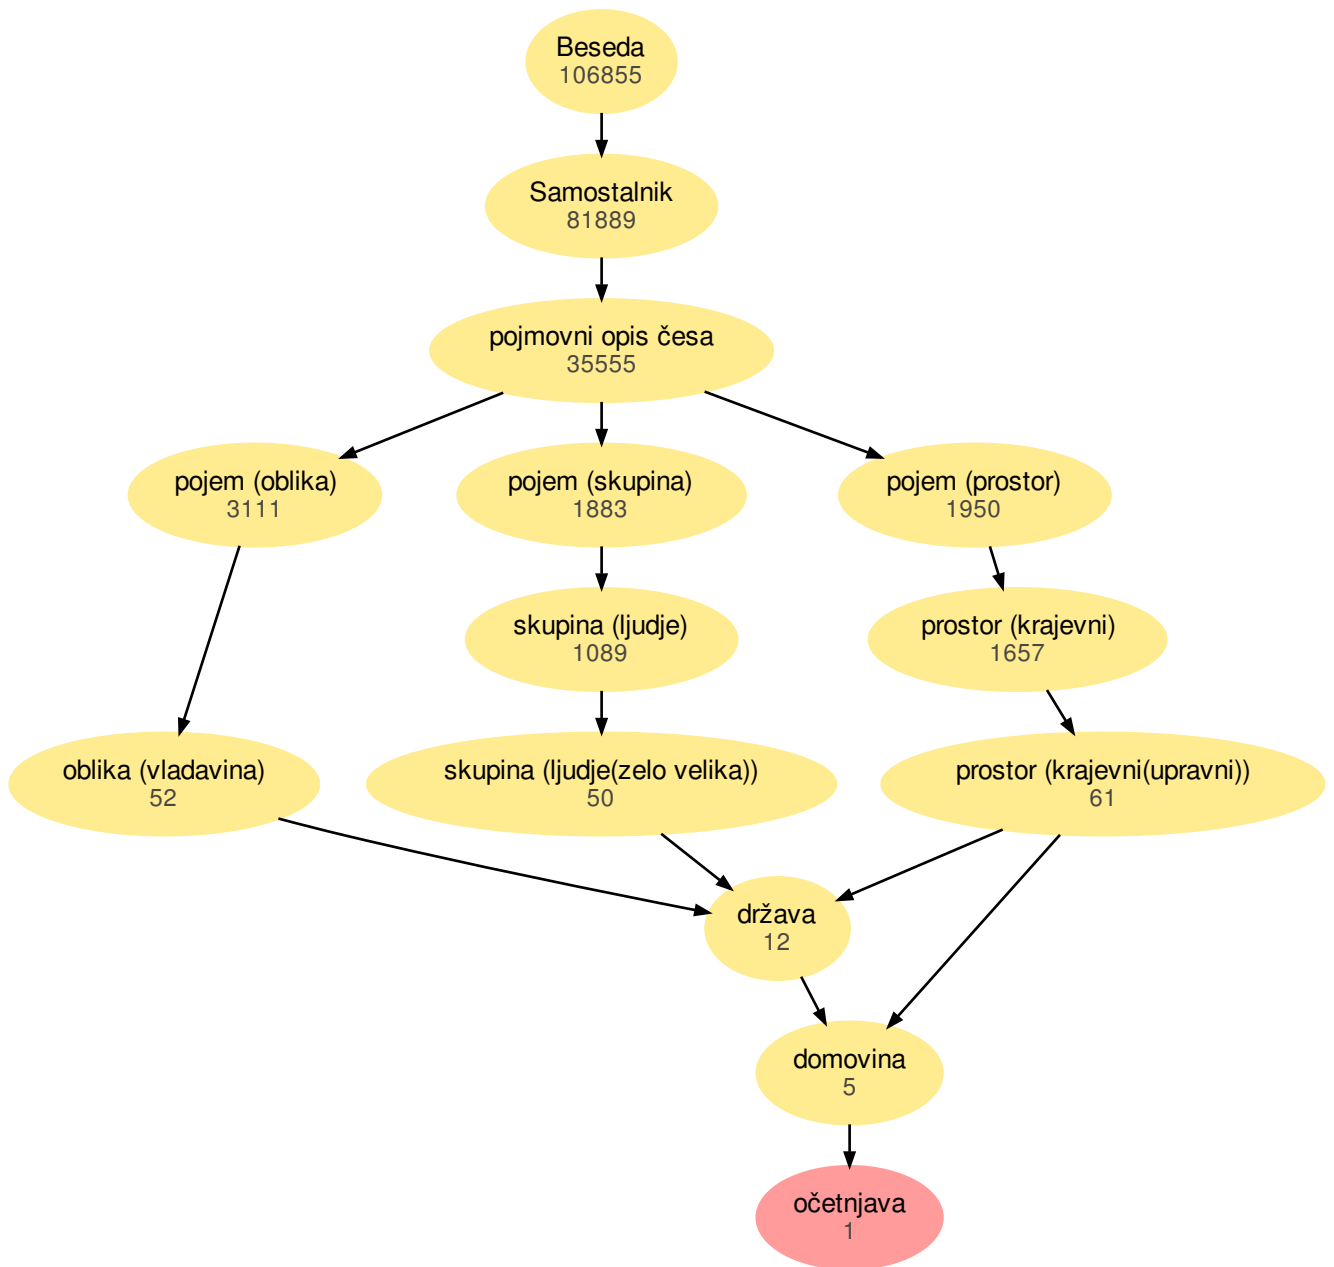 Beseda
106855
Samostalnik
81889
pojmovni opis česa
35555
pojem (oblika)
3111
pojem (skupina)
1883
pojem (prostor)
1950
skupina (ljudje)
1089
prostor (krajevni)
1657
oblika (vladavina)
52
skupina (ljudje(zelo velika))
50
prostor (krajevni(upravni))
61
država
12
domovina
5
očetnjava
1